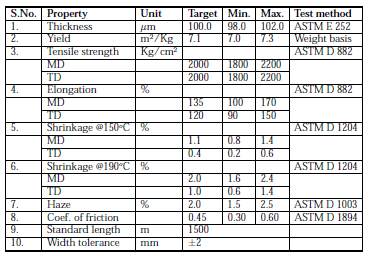 S.No. Property Unit Target Min. Max. Test method
1. Thickness μm 100.0 98.0 102.0 ASTM E 252
2. Yield m²/Kg 7.1 7.0 7.3 Weight basis
3. Tensile strength Kg/cm² ASTM D 882
MD 2000 1800 2200
TD 2000 1800 2200
4. Elongation % ASTM D 882
MD 135 100 170
TD 120 90 150
5. Shrinkage @150ºC % ASTM D 1204
MD 1.1 0.8 1.4
TD 0.4 0.2 0.6
6. Shrinkage @190ºC % ASTM D 1204
MD 2.0 1.6 2.4
TD 1.0 0.6 1.4
7. Haze % 2.0 1.5 2.5 ASTM D 1003
8. Coef. of friction 0.45 0.30 0.60 ASTM D 1894
9. Standard length m 1500
10. Width tolerance mm ±2